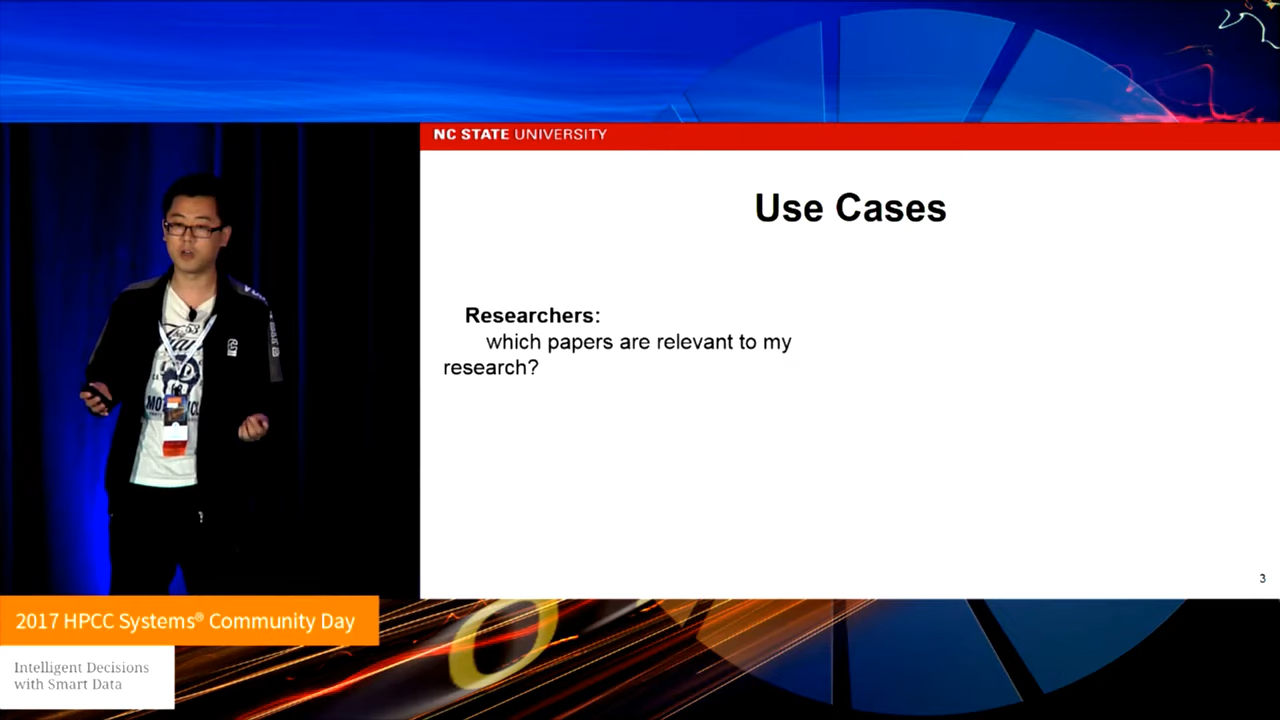 NC STATE UNIVERSITY
Use Cases
Researchers:
which papers are relevant to my
research?
3
2017 HPCC Systems® Community Day
Intelligent Decisions
with Smart Data